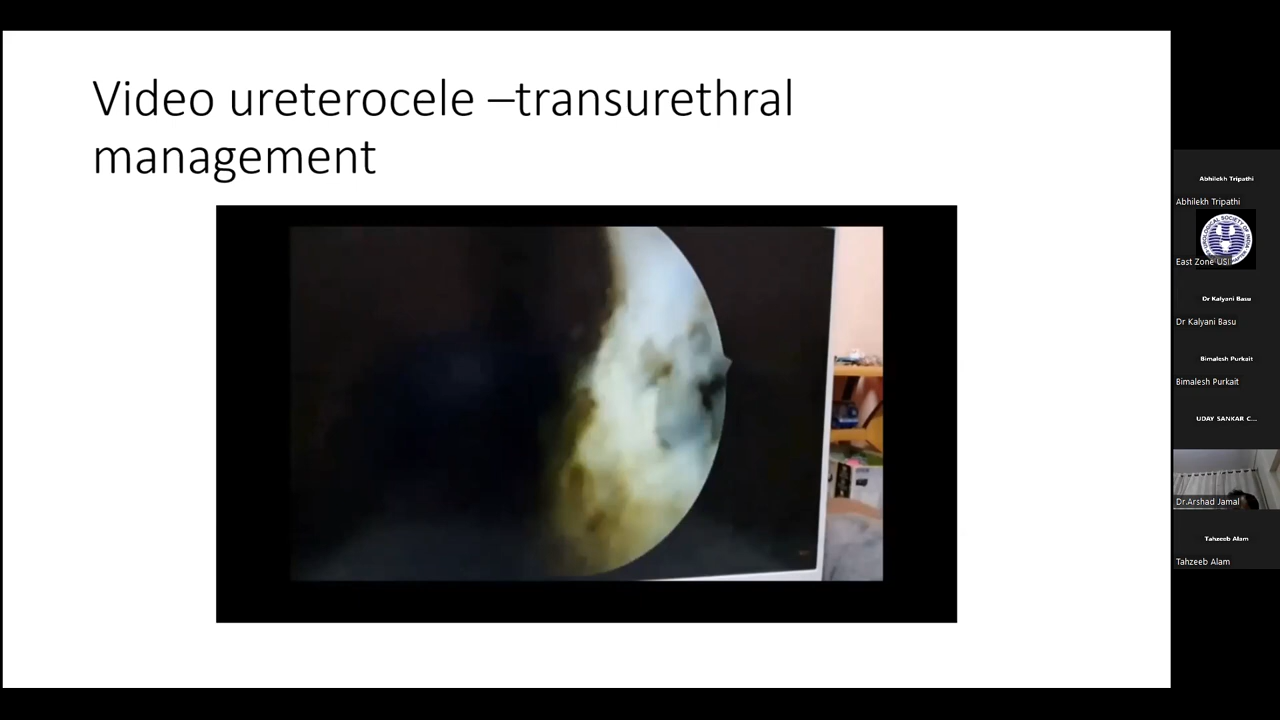 Video ureterocele –transurethral
management
Abhilekh Tripathi
Abhilekh Tripathi
East Zone USI
Dr Kalyani Basu
Dr Kalyani Basu
Bimalesh Purkait
Bimalesh Purkait
UDAY SANKAR C...
Dr.Arshad Jamal
Tahzeeb Alam
Tahzeeb Alam